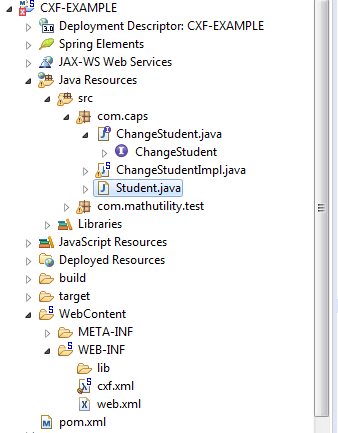 CXF-EXAMPLE
Deployment Descriptor: CXF-EXAMPLE
Spring Elements
JAX-WS Web Services
Java Resources
src
com.caps
ChangeStudent.java
ChangeStudent
ChangeStudentImpl.java
Student.java
com.mathutility.test
Libraries
JavaScript Resources
Deployed Resources
build
target
WebContent
META-INF
WEB-INF
lib
cxf.xml
web.xml
pom.xml